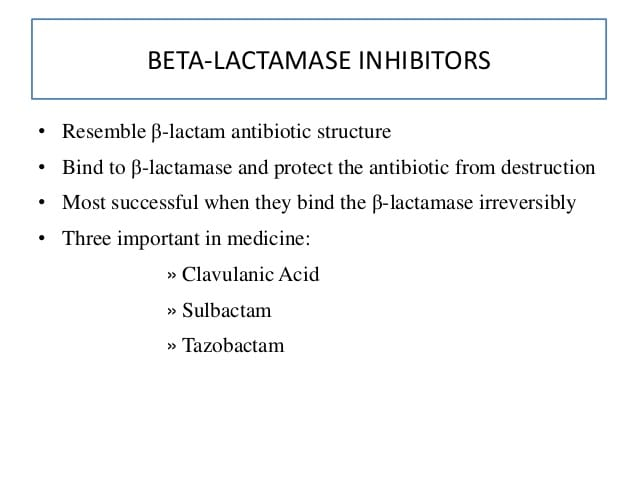 BETA-LACTAMASE INHIBITORS
• Resemble β-lactam antibiotic structure
• Bind to β-lactamase and protect the antibiotic from destruction
• Most successful when they bind the β-lactamase irreversibly
• Three important in medicine:
» Clavulanic Acid
» Sulbactam
» Tazobactam